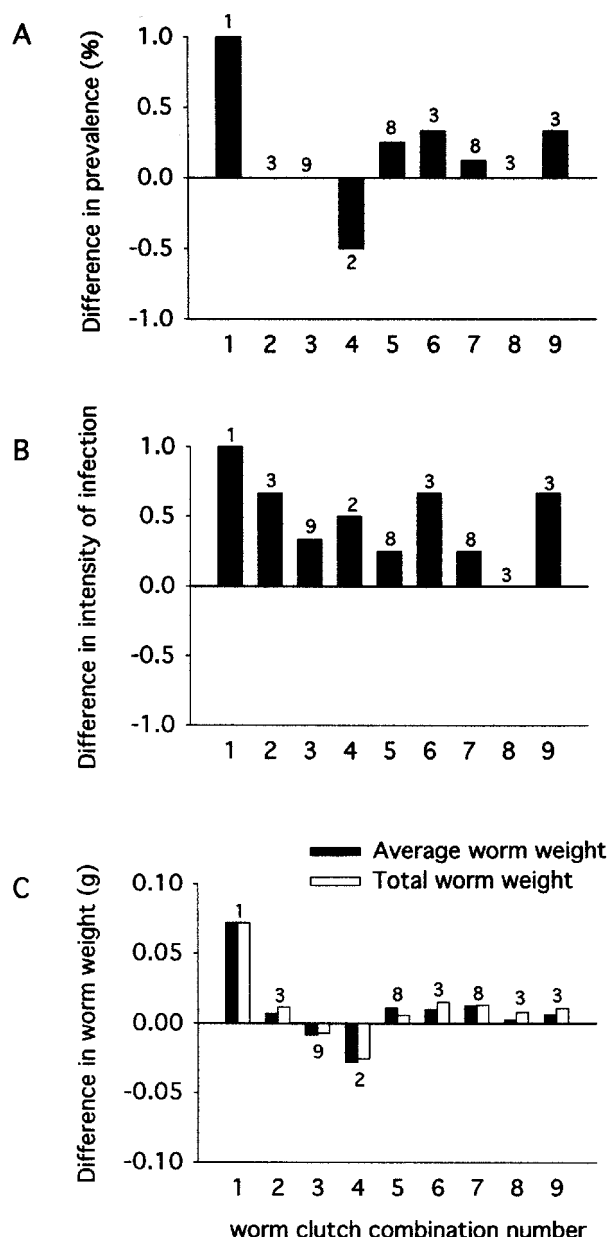 A
Difference in prevalence (%)
1.0
0.5
0.0
-0.5
-1.0
1 3 9 2 8 3 8 3 3
1 2 3 4 5 6 7 8 9
B
Difference in intensity of infection
1.0
0.5
0.0
-0.5
-1.0
1 3 9 2 8 3 8 3 3
1 2 3 4 5 6 7 8 9
Average worm weight
Total worm weight
C
Difference in worm weight (g)
0.10
0.05
0.00
-0.05
-0.10
1 3 9 2 8 3 8 3 3
1 2 3 4 5 6 7 8 9
worm clutch combination number